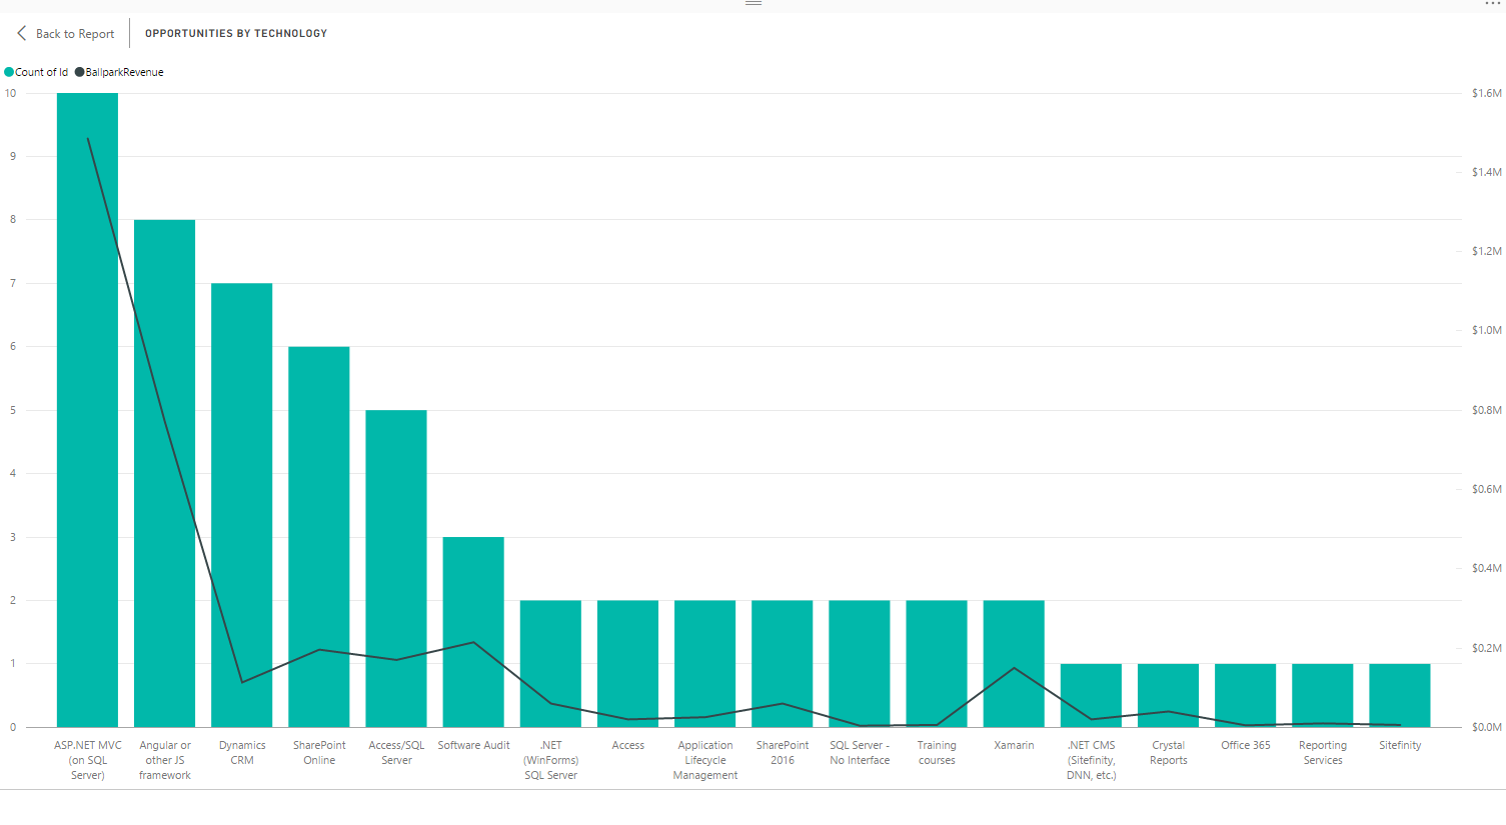 Back to Report
OPPORTUNITIES BY TECHNOLOGY
Count of Id BallparkRevenue
10
9
8
7
6
5
4
3
2
1
0
$1.6M
$1.4M
$1.2M
$1.0M
$0.8M
$0.6M
$0.4M
$0.2M
$0.0M
ASP.NET MVC
(on SQL
Server)
Angular or
other JS
framework
Dynamics
CRM
SharePoint
Online
Access/SQL
Server
Software Audit
.NET
(WinForms)
SQL Server
Access
Application
Lifecycle
Management
SharePoint
2016
SQL Server -
No Interface
Training
courses
Xamarin
.NET CMS
(Sitefinity,
DNN, etc.)
Crystal
Reports
Office 365
Reporting
Services
Sitefinity